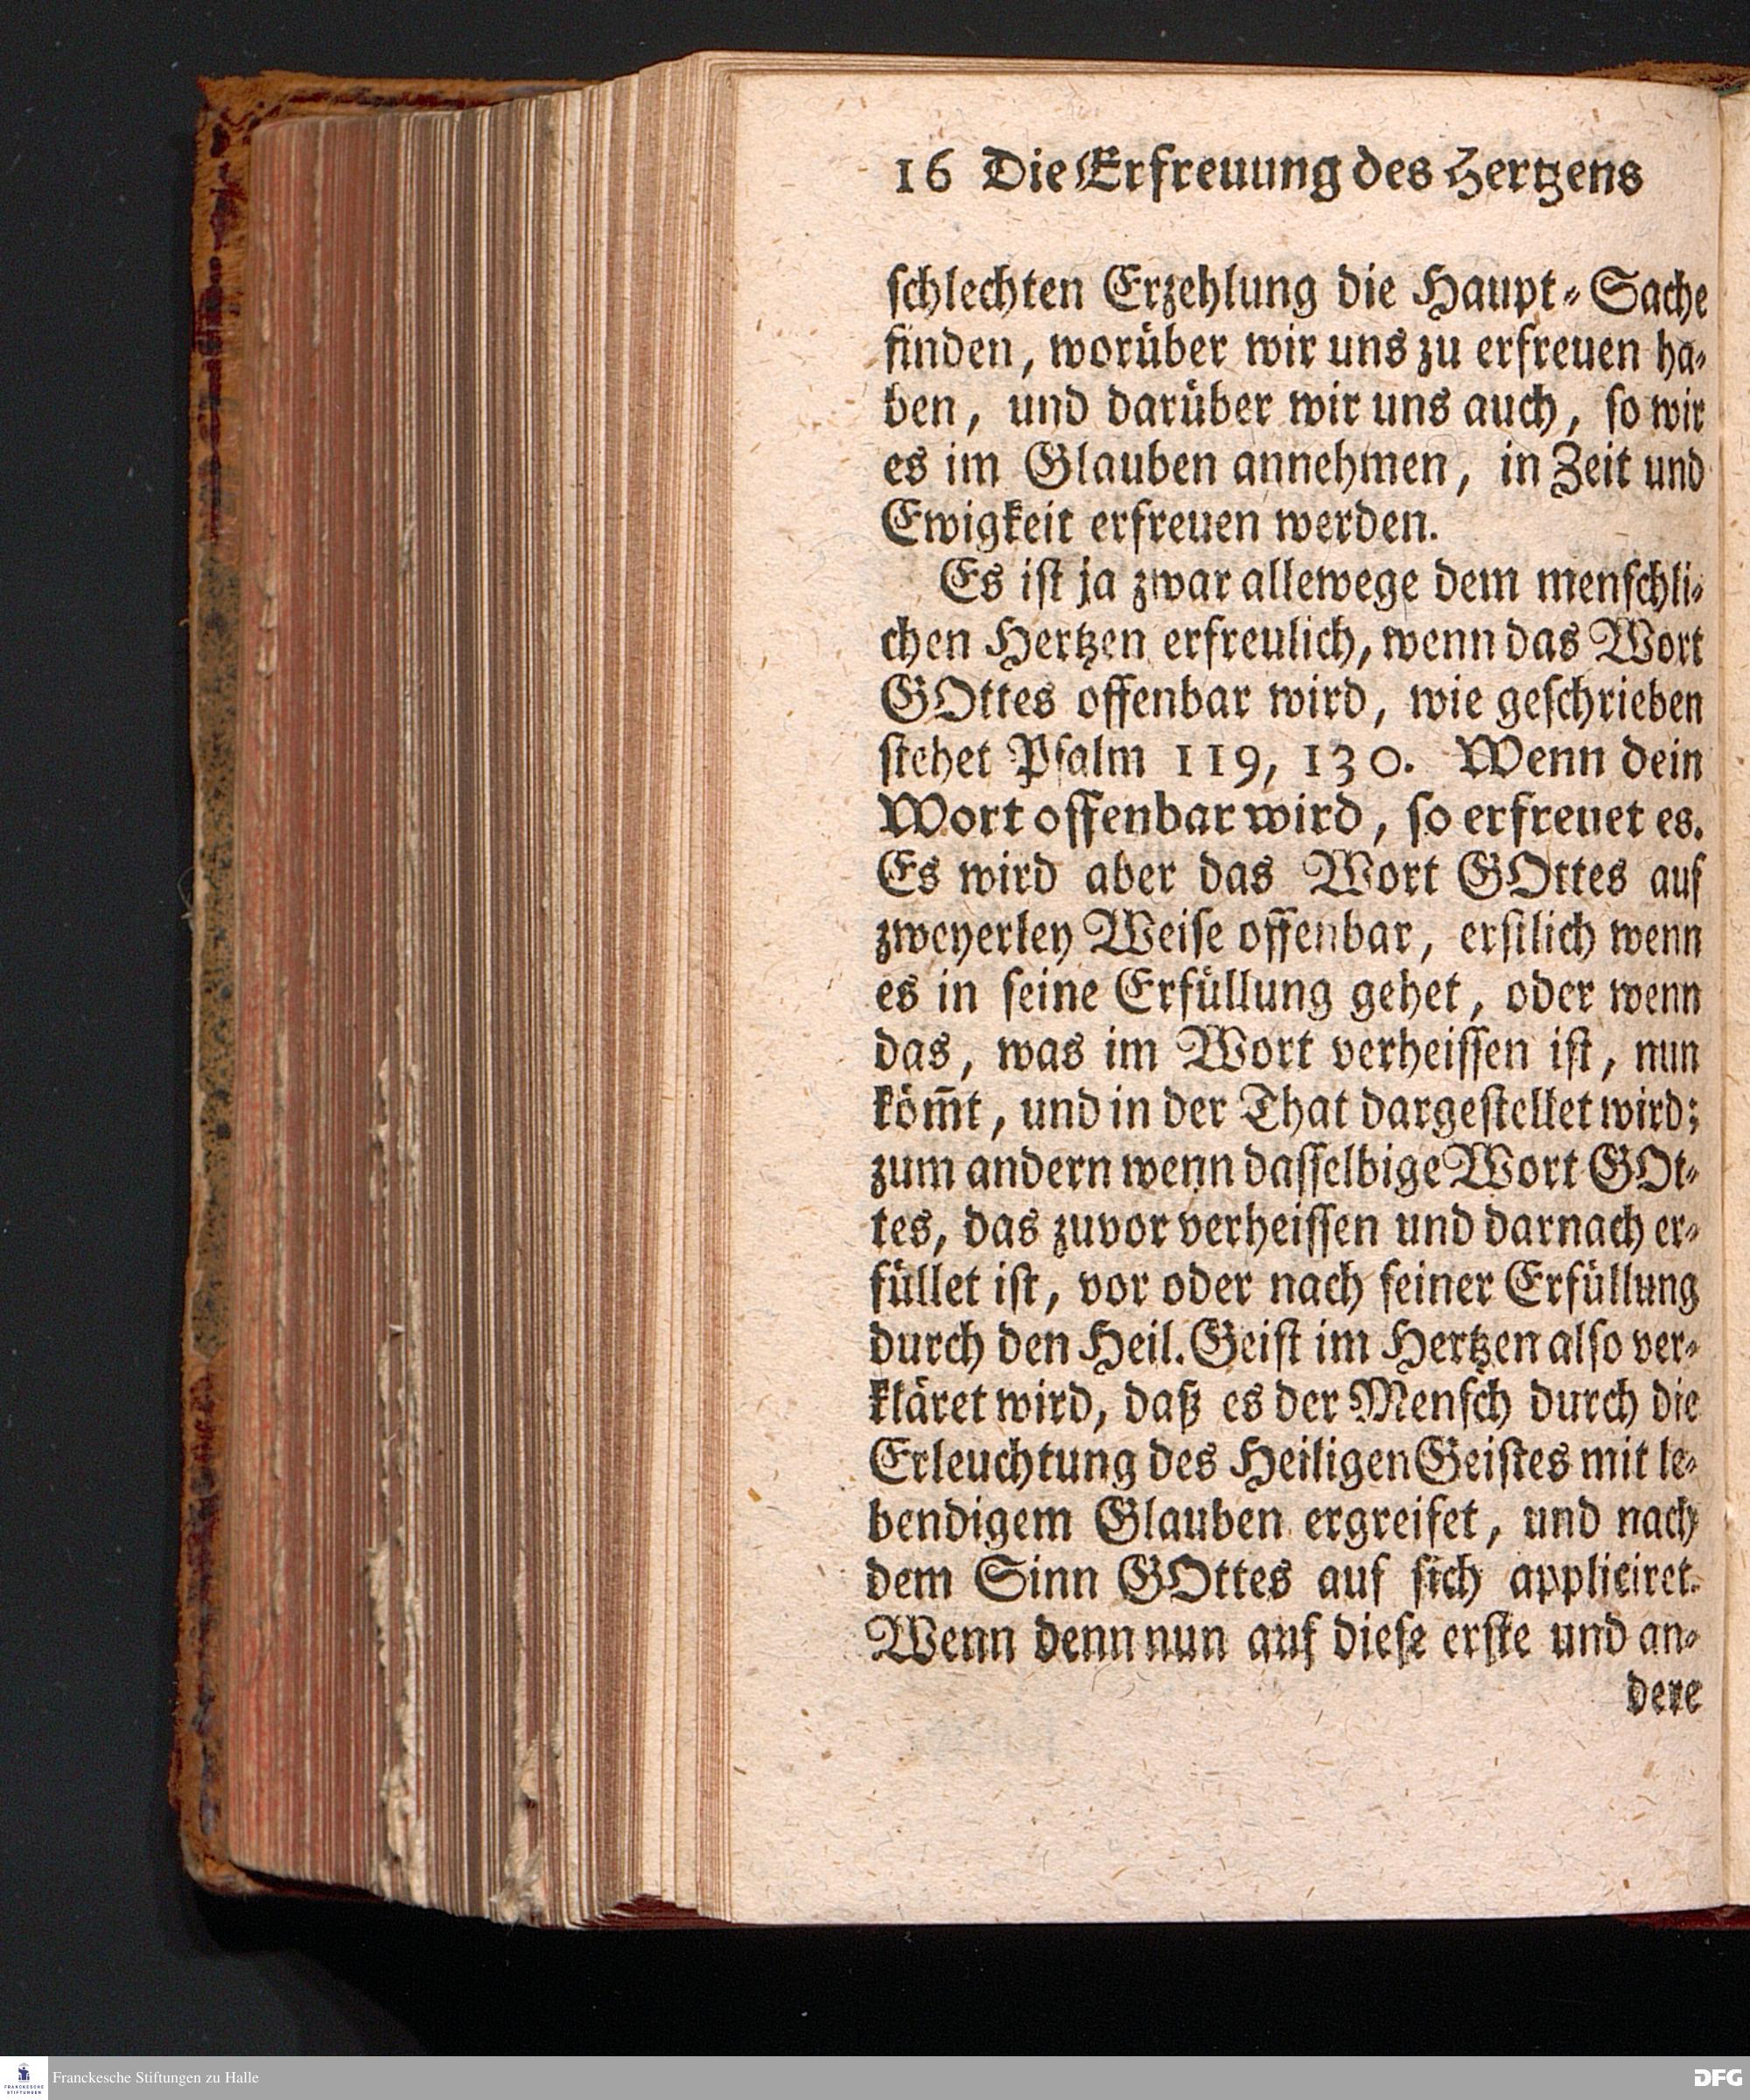 16 Die Erfreuung des Hertzens
schlechten Erzehlung die Haupt-Sache
finden, worüber wir uns zu erfreuen ha-
ben, und darüber wir uns auch, so wir
es im Glauben annehmen, in Zeit und
Ewigkeit erfreuen werden.
Es ist ja zwar allewege dem menschli-
chen Hertzen erfreulich, wenn das Wort
GOttes offenbar wird, wie geschrieben
stehet Psalm 119, 130. Wenn dein
Wort offenbar wird, so erfreuet es.
Es wird aber das Wort GOttes auf
zweyerley Weise offenbar, erstlich wenn
es in seine Erfüllung gehet, oder wenn
das, was im Wort verheissen ist, nun
köm̃t, und in der That dargestellet wird;
zum andern wenn dasselbige Wort GOt-
tes, das zuvor verheissen und darnach er-
füllet ist, vor oder nach seiner Erfüllung
durch den Heil. Geist im Hertzen also ver-
kläret wird, daß es der Mensch durch die
Erleuchtung des Heiligen Geistes mit le-
bendigem Glauben ergreifet, und nach
dem Sinn GOttes auf sich appliciret.
Wenn denn nun auf diese erste und an-
dere
FRANCKESCHE STIFTUNGEN
Franckesche Stiftungen zu Halle
DFG